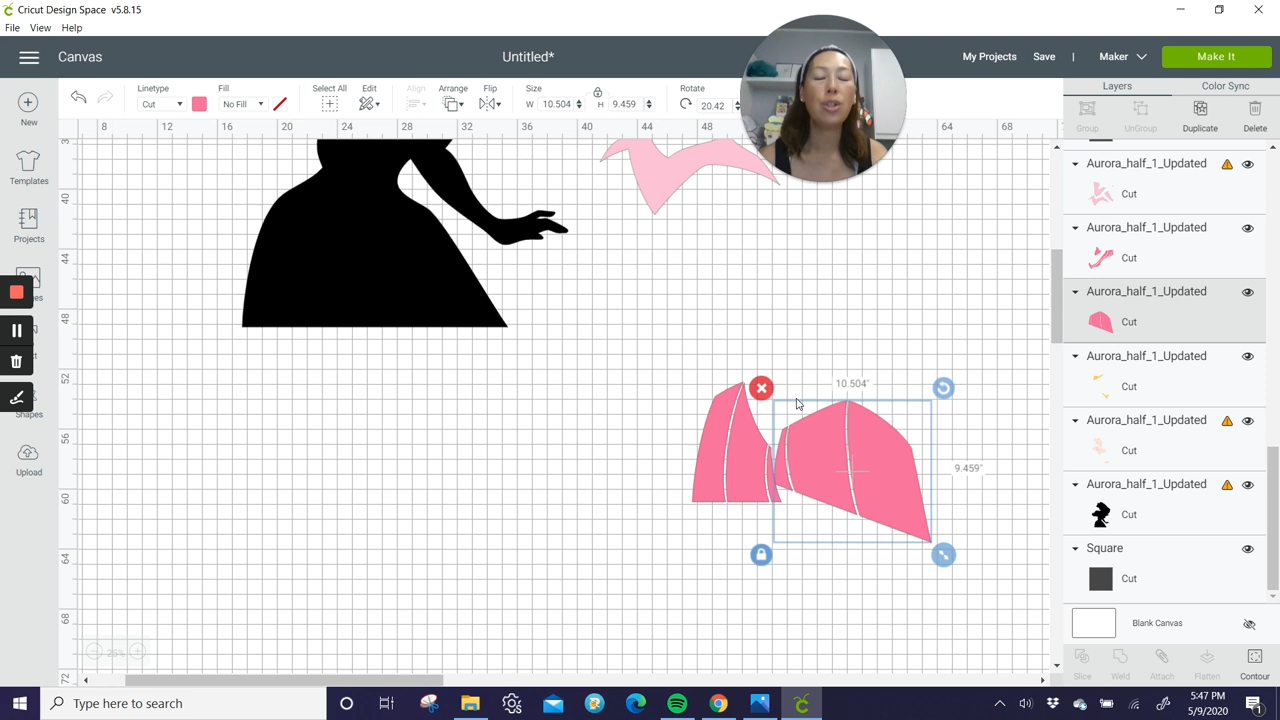 Cricut Design Space v5.8.15
File View Help
Canvas
Untitled*
My Projects Save | Maker Make It
Linetype Fill Select All Edit Align Arrange Flip Size Rotate
Cut No Fill W 10.504 H 9.459 20.42
Layers Color Sync
Group UnGroup Duplicate Delete
8 12 16 20 24 28 32 36 40 44 48 64 68
3 40 44 48 52 56 60 64 68 72
New
Templates
Projects
Shapes
Upload
Aurora_half_1_Updated
Cut
Aurora_half_1_Updated
Cut
Aurora_half_1_Updated
Cut
Aurora_half_1_Updated
Cut
Aurora_half_1_Updated
Cut
Aurora_half_1_Updated
Cut
Square
Cut
Blank Canvas
Slice Weld Attach Flatten Contour
10.504"
9.459"
25%
Type here to search
5:47 PM
5/9/2020